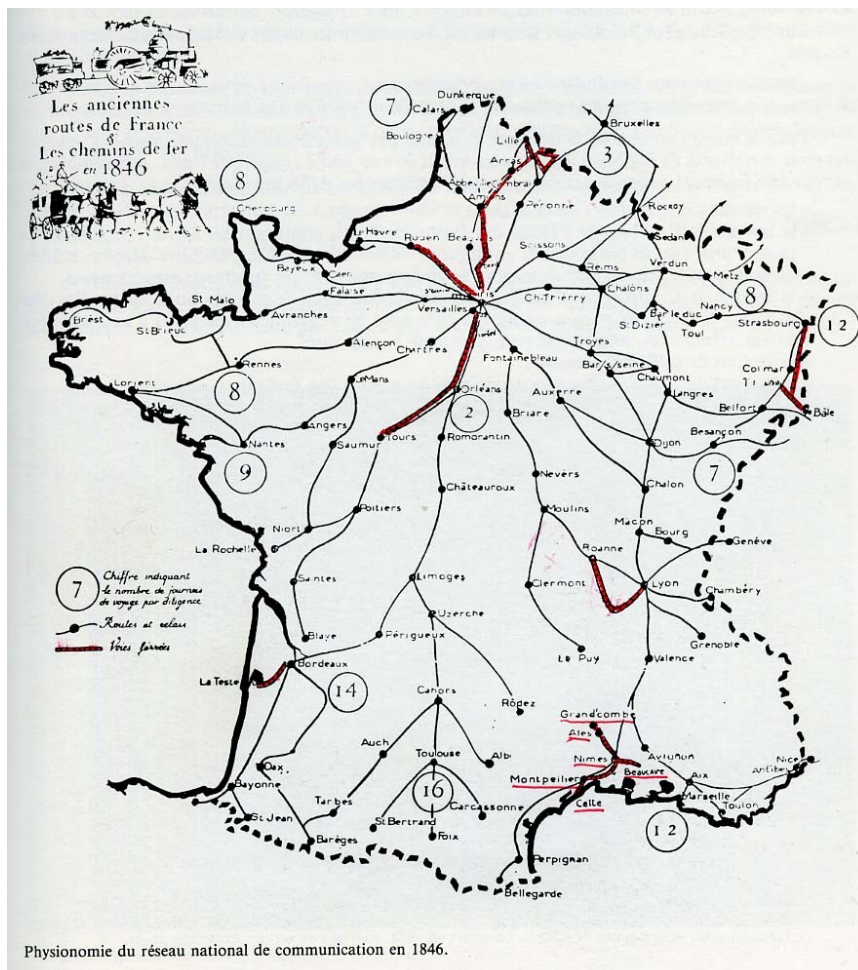 Les anciennes
routes de France
&
Les chemins de fer
en 1846
7
Dunkerque
Calais
Boulogne
Lille
Bruxelles
3
Arras
Abbeville
Cambrai
Amiens
Péronne
Rocroy
8
Cherbourg
Le Havre
Rouen
Beauvais
Soissons
Sedan
Bayeux
Caen
Reims
Verdun
Metz
Falaise
Ch-Thierry
Châlons
Nancy
8
St Malo
Versailles
Bar le duc
Strasbourg
12
Brest
St Brieuc
Avranches
St Dizier
Toul
Alençon
Chartres
Fontainebleau
Troyes
Rennes
Bar/s/seine
Chaumont
Colmar
8
Le Mans
Orléans
Auxerre
Langres
Belfort
Bâle
Lorient
2
Briare
Angers
Besançon
Nantes
Saumur
Tours
Romorantin
Dijon
9
7
Nevers
Châteauroux
Chalon
Poitiers
Moulins
Niort
Mâcon
Bourg
Genève
La Rochelle
Roanne
7
Chiffre indiquant
le nombre de journées
de voyage par diligence
Saintes
Limoges
Clermont
Lyon
Chambéry
Routes et relais
Uzerche
Grenoble
Voies ferrées
Blaye
Périgueux
Le Puy
Valence
Bordeaux
La Teste
14
Cahors
Rodez
Grand'combe
Alès
Auch
Toulouse
Albi
Nîmes
Avignon
Nice
Antibes
Dax
Montpellier
Beaucaire
Aix
Bayonne
16
Marseille
Tarbes
Carcassonne
Cette
Toulon
St Jean
St Bertrand
12
Barèges
Foix
Perpignan
Bellegarde
Physionomie du réseau national de communication en 1846.